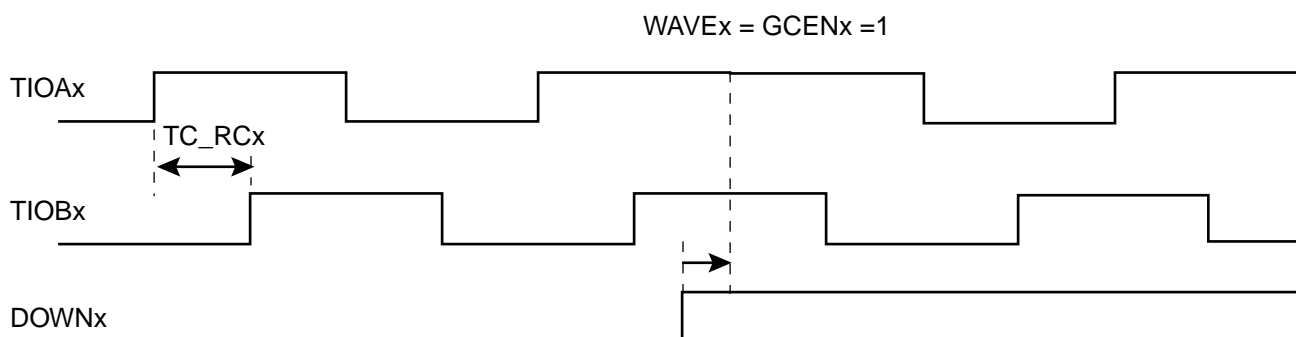 WAVEx = GCENx =1
TIOAx
TC_RCx
TIOBx
DOWNx